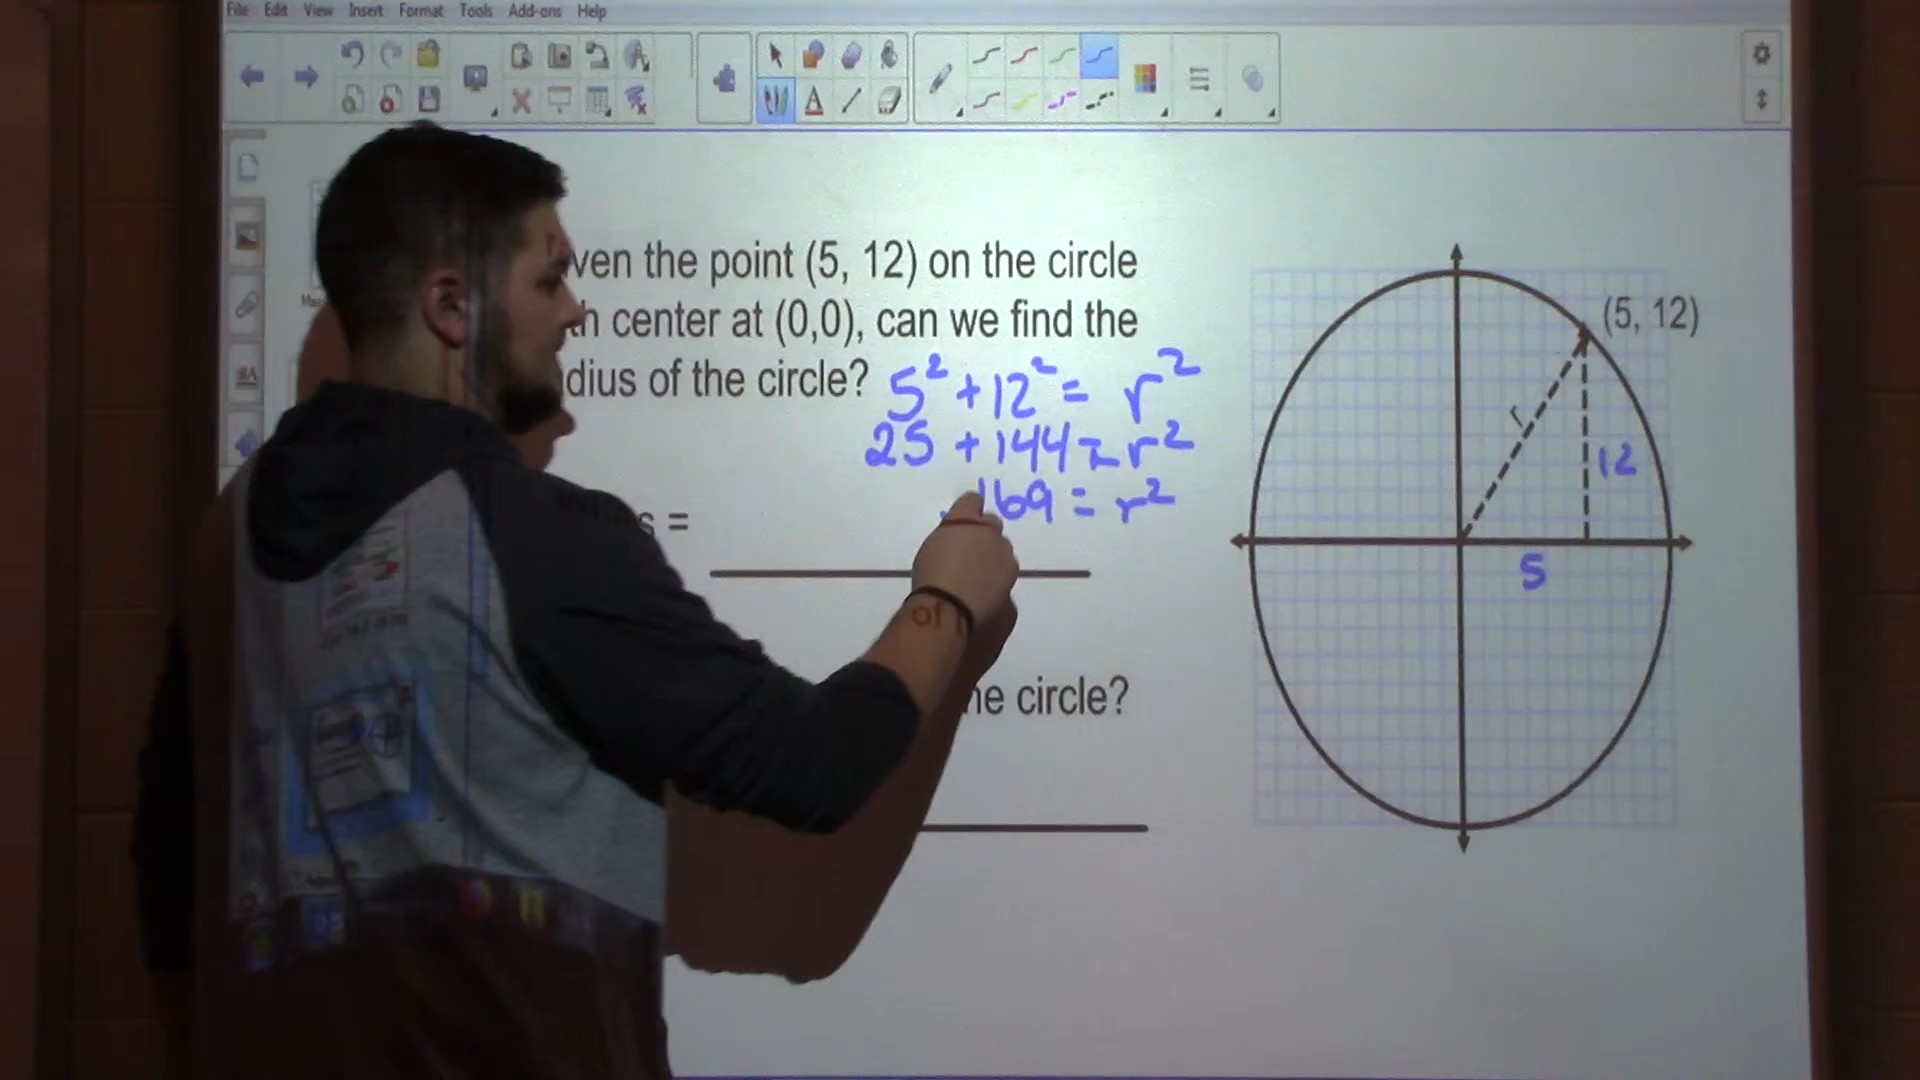 File Edit View Insert Format Tools Add-ons Help
ven the point (5, 12) on the circle
th center at (0,0), can we find the
dius of the circle? 5² + 12² = r²
25 + 144 = r²
169 = r²
s =
he circle?
(5, 12)
r
12
5